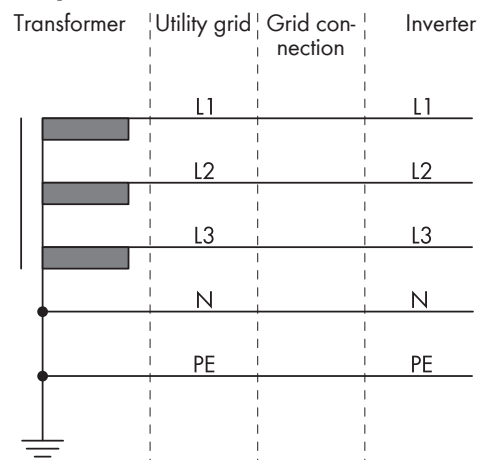 Transformer
Utility grid
Grid con-
nection
Inverter
L1 L1
L2 L2
L3 L3
N N
PE PE